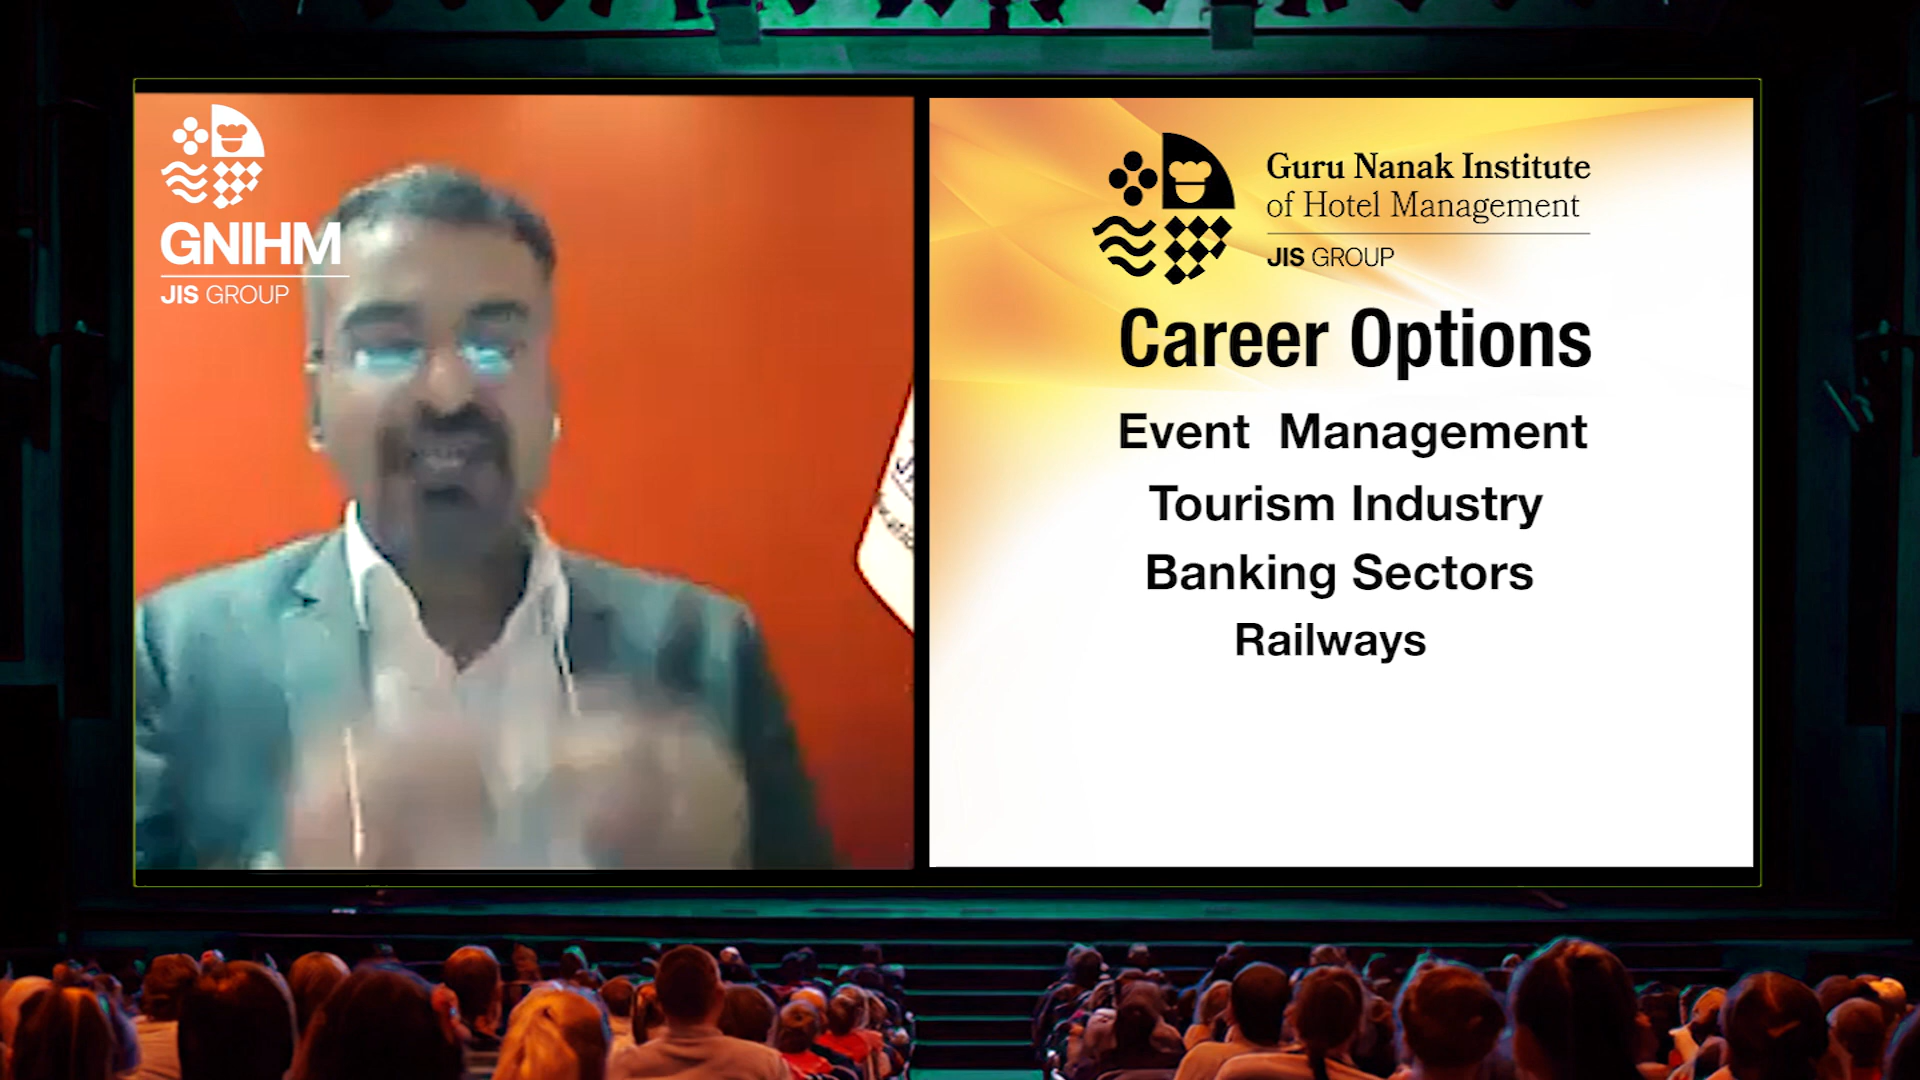 GNIHM
JIS GROUP
Guru Nanak Institute
of Hotel Management
JIS GROUP
Career Options
Event Management
Tourism Industry
Banking Sectors
Railways